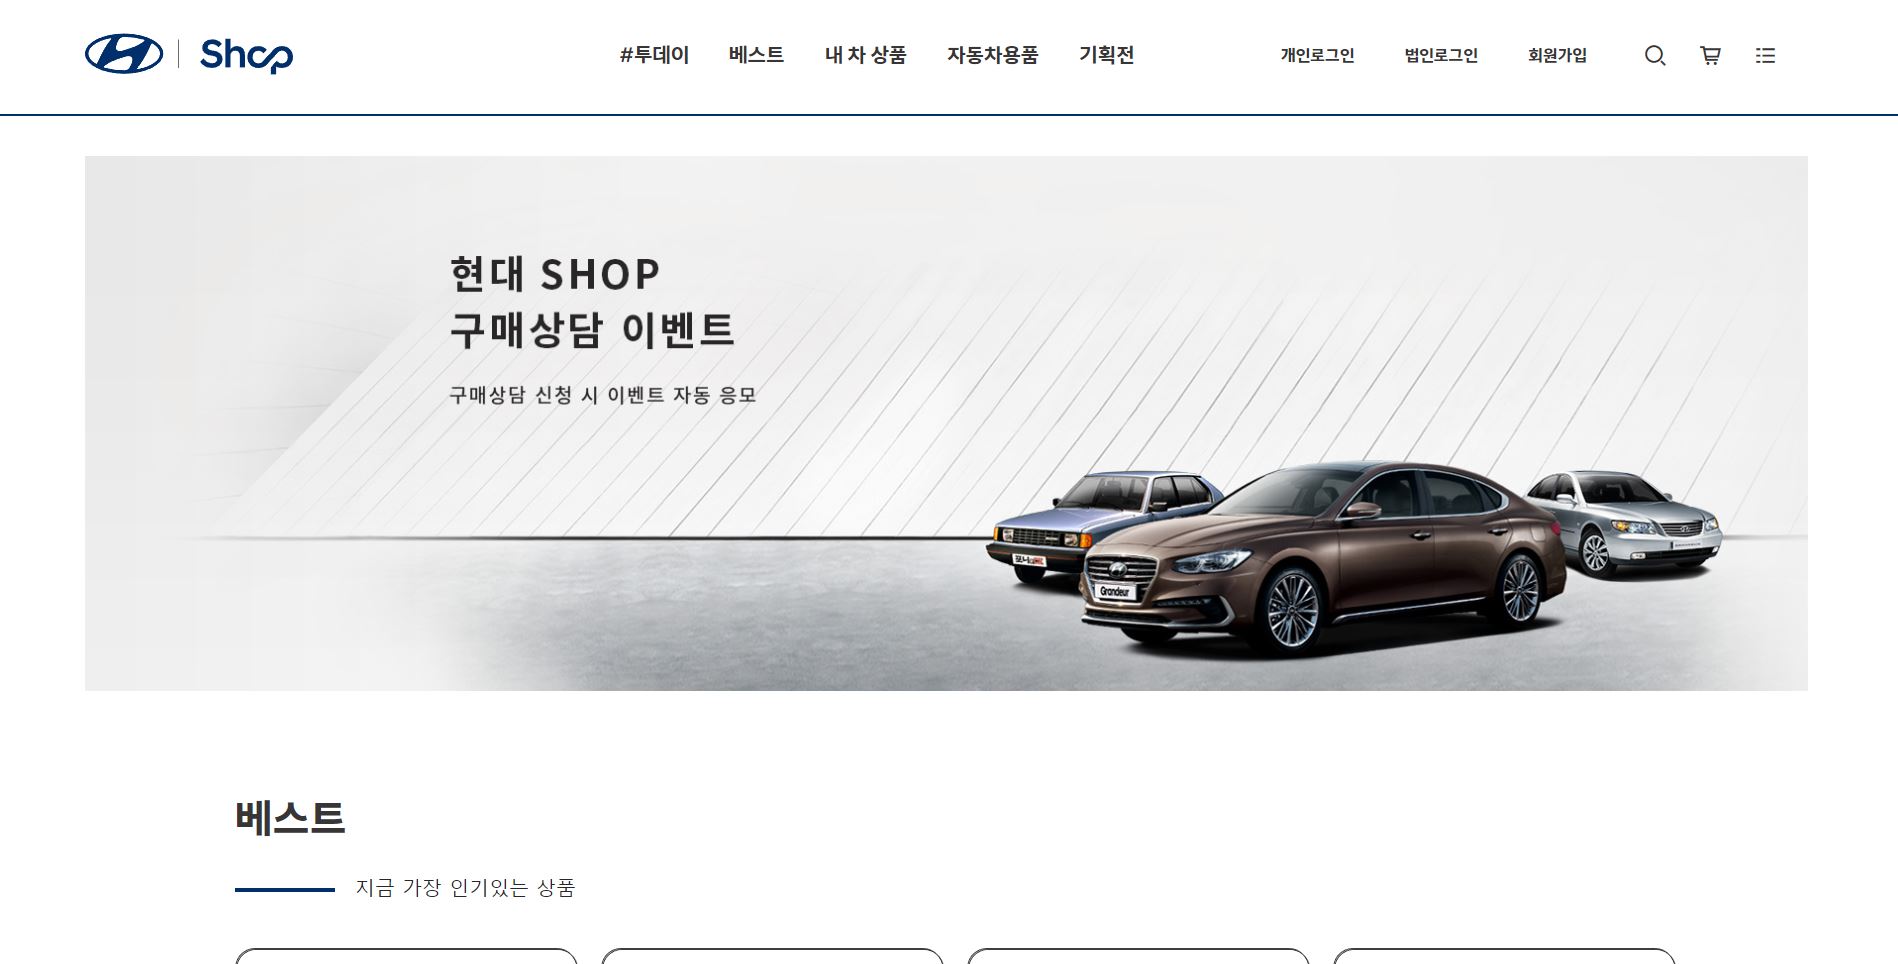 Shop
#투데이 베스트 내 차 상품 자동차용품 기획전 개인로그인 법인로그인 회원가입
현대 SHOP
구매상담 이벤트
구매상담 신청 시 이벤트 자동 응모
Grandeur
베스트
지금 가장 인기있는 상품